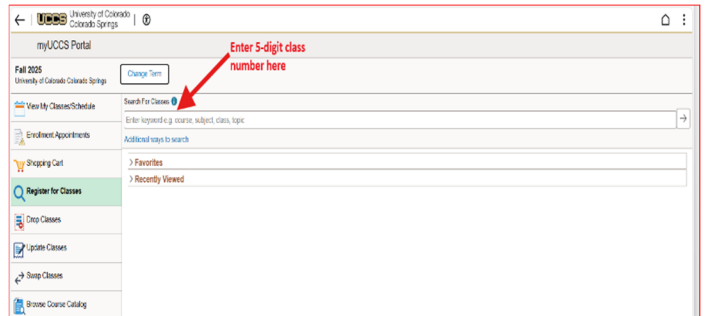 UCCS University of Colorado
Colorado Springs
myUCCS Portal
Enter 5-digit class
number here
Fall 2025
University of Colorado Colorado Springs
Change Term
View My Classes/Schedule
Search For Classes
Enter keyword e.g. course, subject, class, topic
Enrollment Appointments
Additional ways to search
Shopping Cart
Favorites
Recently Viewed
Register for Classes
Drop Classes
Update Classes
Swap Classes
Browse Course Catalog